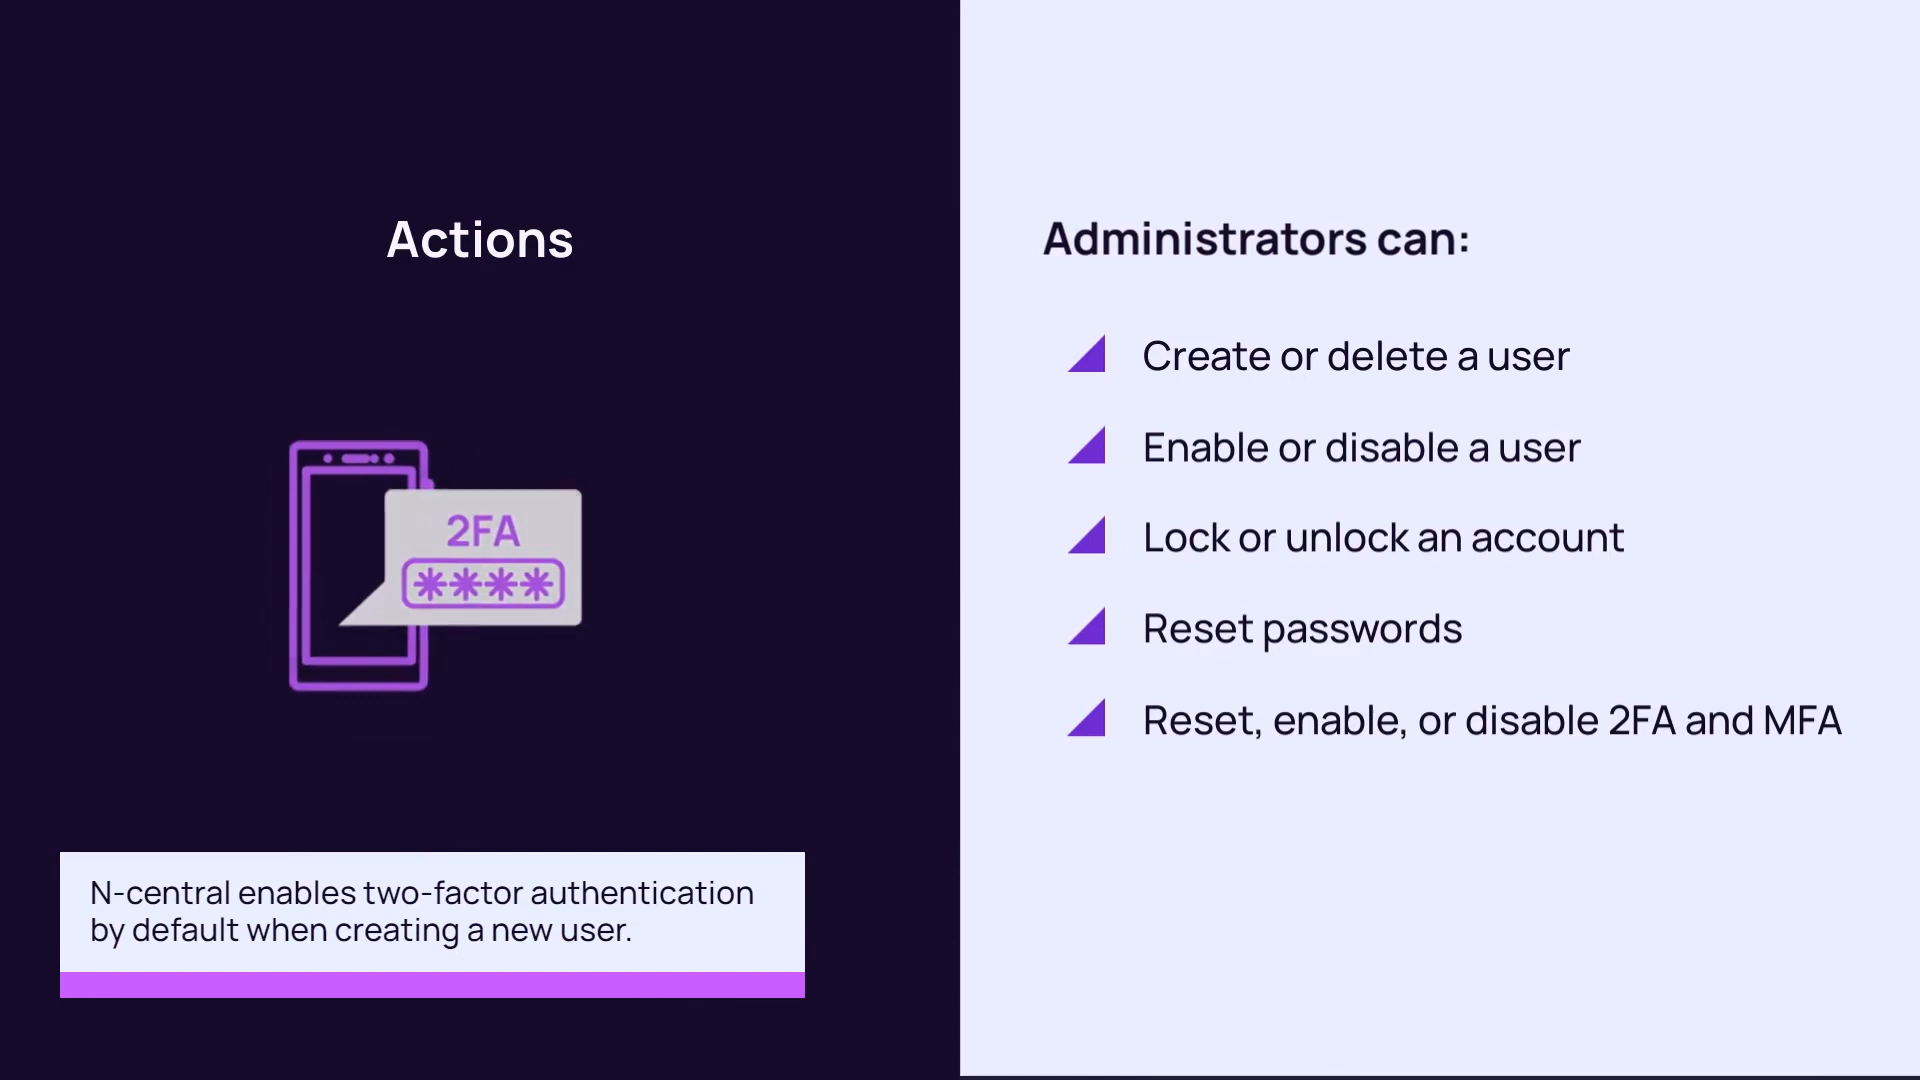 Actions
2FA
****
N-central enables two-factor authentication
by default when creating a new user.
Administrators can:
Create or delete a user
Enable or disable a user
Lock or unlock an account
Reset passwords
Reset, enable, or disable 2FA and MFA